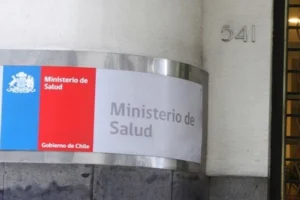 541
Ministerio de
Salud
Gobierno de Chile
Ministerio de
Salud